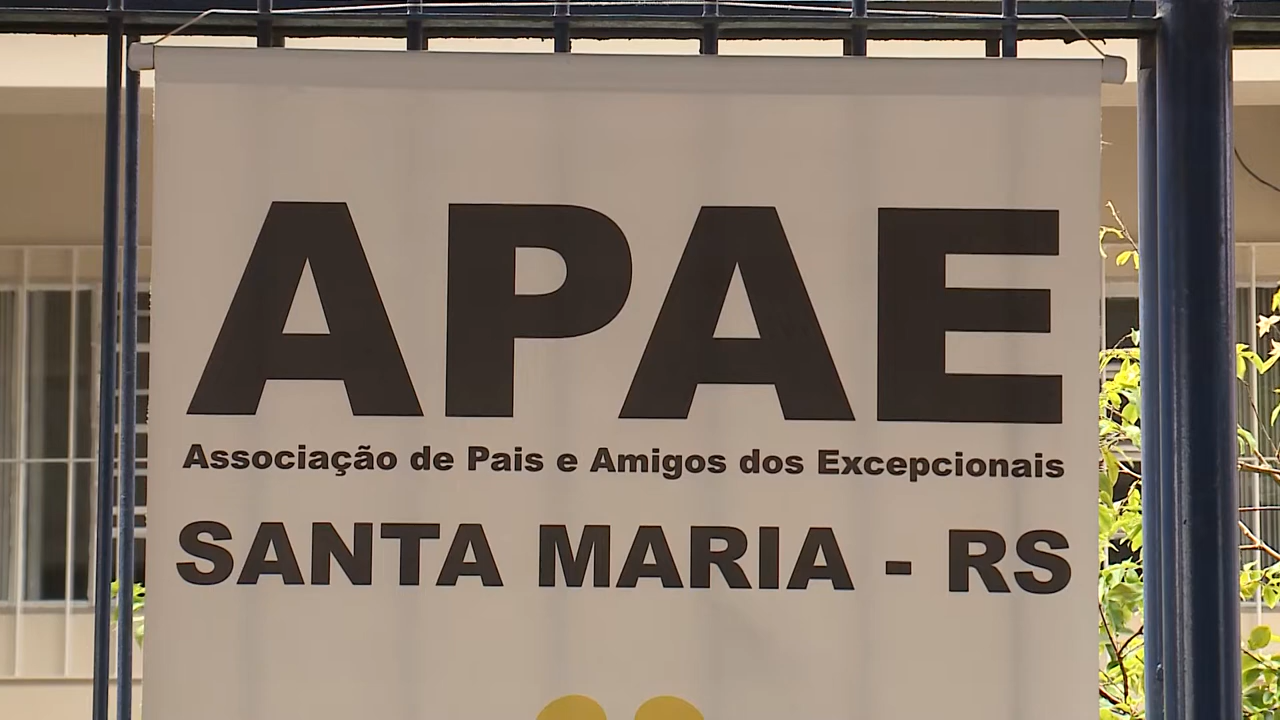 APAE
Associação de Pais e Amigos dos Excepcionais
SANTA MARIA - RS